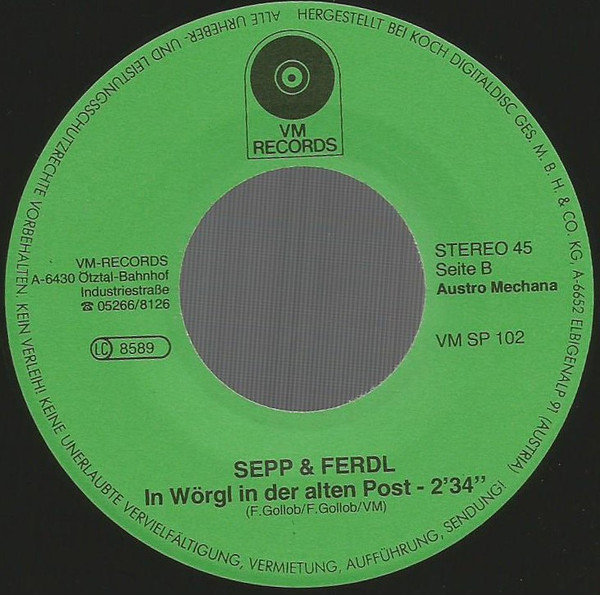 HERGESTELLT BEI KOCH DIGITALDISC GES. M. B. H. & CO. KG, A-6652 ELBIGENALP 91 (AUSTRIA)
ALLE URHEBER- UND LEISTUNGSSCHUTZRECHTE VORBEHALTEN. KEIN VERLEIH! KEINE UNERLAUBTE VERVIELFÄLTIGUNG, VERMIETUNG, AUFFÜHRUNG, SENDUNG!
VM
RECORDS
VM-RECORDS
A-6430 Ötztal-Bahnhof
Industriestraße
☎ 05266/8126
LC 8589
STEREO 45
Seite B
Austro Mechana
VM SP 102
SEPP & FERDL
In Wörgl in der alten Post - 2’34”
(F.Gollob/F.Gollob/VM)